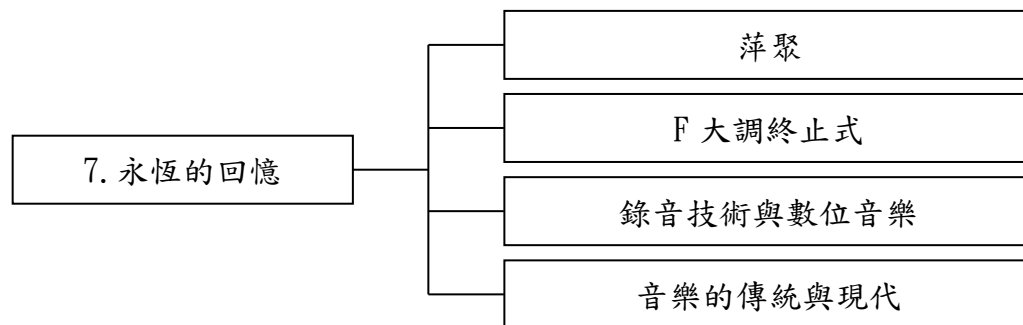 7.永恆的回憶
萍聚
F 大調終止式
錄音技術與數位音樂
音樂的傳統與現代